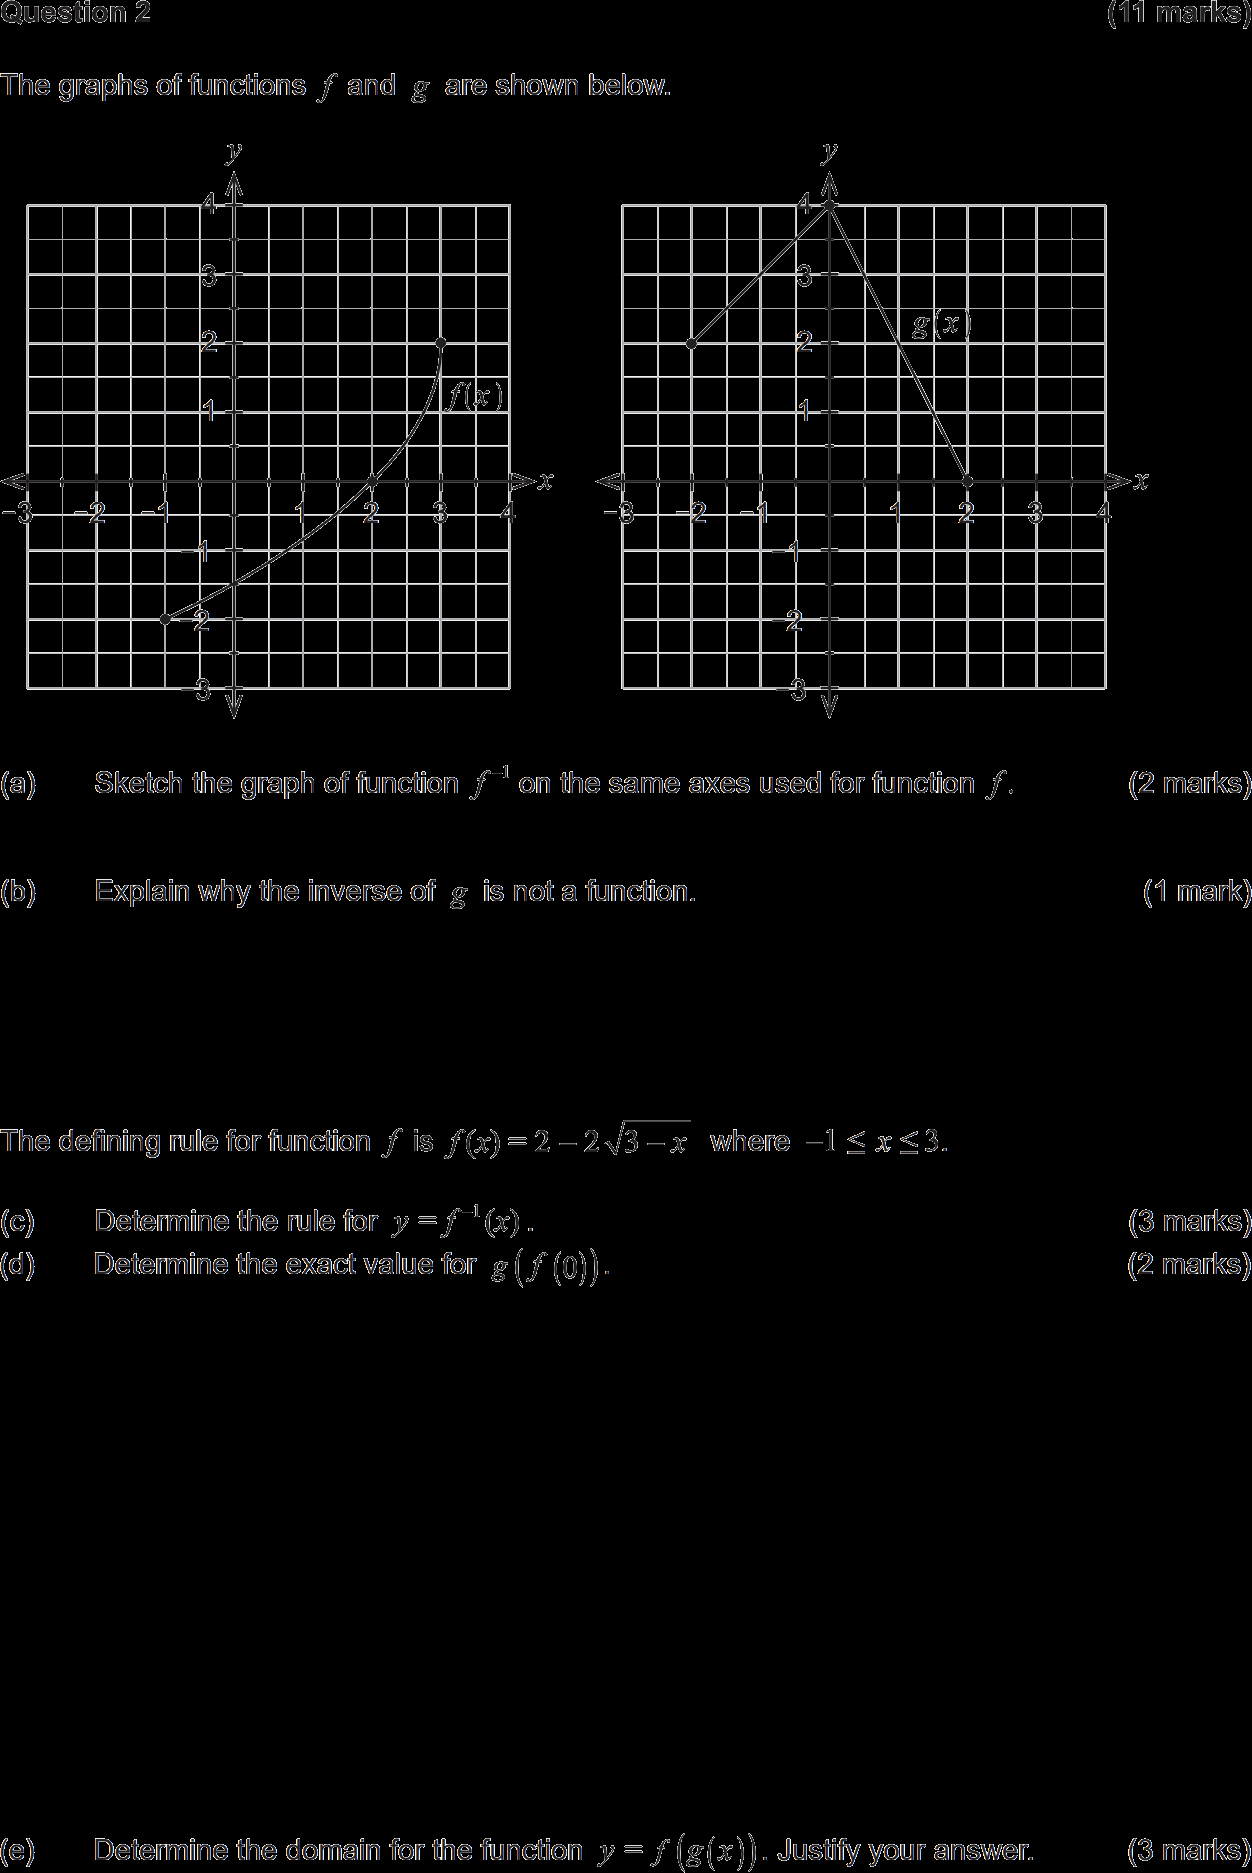 Question 2 (11 marks)
The graphs of functions f and g are shown below.
y y
4 4
3 3
2 2
g(x)
f(x)
1 1
x x
−3 −2 −1 1 2 3 4 −3 −2 −1 1 2 3 4
−1 −1
−2 −2
−3 −3
(a) Sketch the graph of function f⁻¹ on the same axes used for function f. (2 marks)
(b) Explain why the inverse of g is not a function. (1 mark)
The defining rule for function f is f(x) = 2 − 2√(3 − x) where −1 ≤ x ≤ 3.
(c) Determine the rule for y = f⁻¹(x). (3 marks)
(d) Determine the exact value for g(f(0)). (2 marks)
(e) Determine the domain for the function y = f(g(x)). Justify your answer. (3 marks)